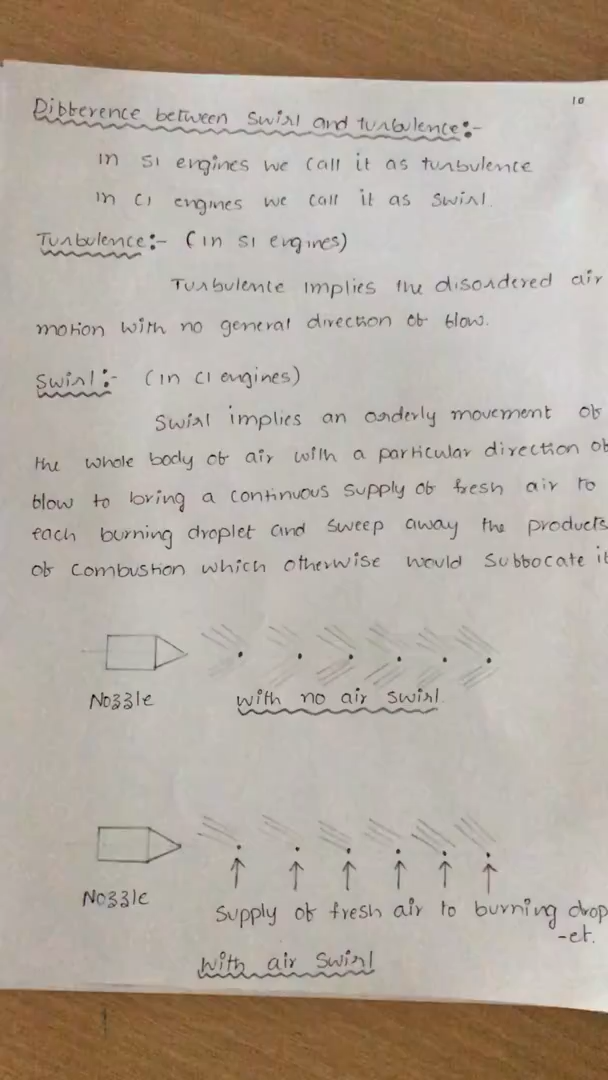 10
Difference between swirl and turbulence:-
In SI engines we call it as turbulence
In CI engines we call it as swirl.
Turbulence:- (In SI engines)
Turbulence implies the disordered air
motion with no general direction of flow.
Swirl:- (In CI engines)
Swirl implies an orderly movement of
the whole body of air with a particular direction of
flow to bring a continuous supply of fresh air to
each burning droplet and sweep away the products
of combustion which otherwise would suffocate it
Nozzle
with no air swirl.
Nozzle
supply of fresh air to burning drop
-et.
with air swirl